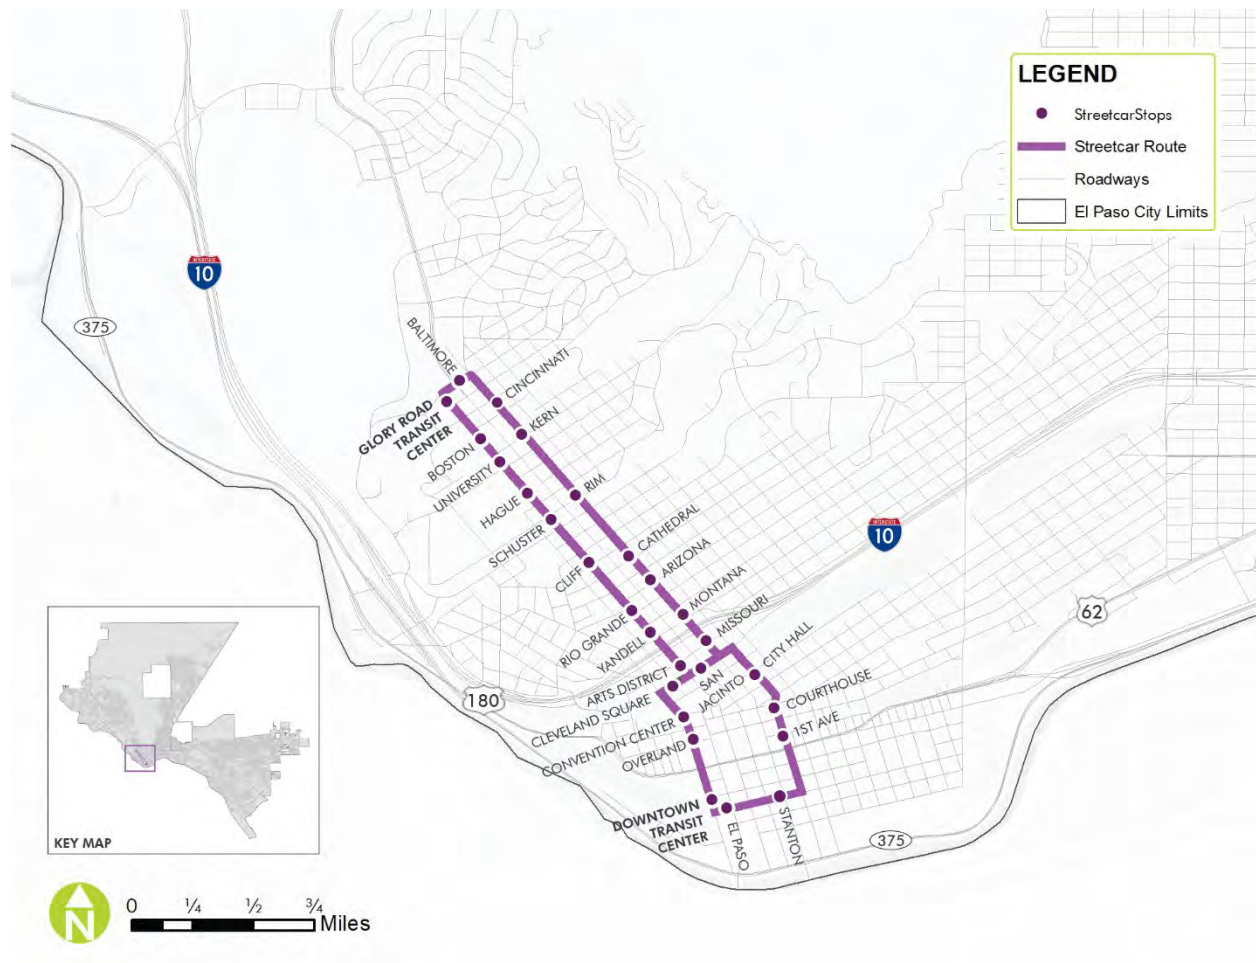 LEGEND
StreetcarStops
Streetcar Route
Roadways
El Paso City Limits
INTERSTATE
10
375
BALTIMORE
CINCINNATI
GLORY ROAD
TRANSIT
CENTER
KERN
BOSTON
UNIVERSITY
RIM
HAGUE
SCHUSTER
CATHEDRAL
INTERSTATE
10
CLIFF
ARIZONA
MONTANA
62
RIO GRANDE
MISSOURI
YANDELL
CITY HALL
ARTS DISTRICT
SAN
JACINTO
180
CLEVELAND SQUARE
COURTHOUSE
CONVENTION CENTER
1ST AVE
OVERLAND
DOWNTOWN
TRANSIT
CENTER
EL PASO
STANTON
375
KEY MAP
N
0 ¼ ½ ¾ Miles